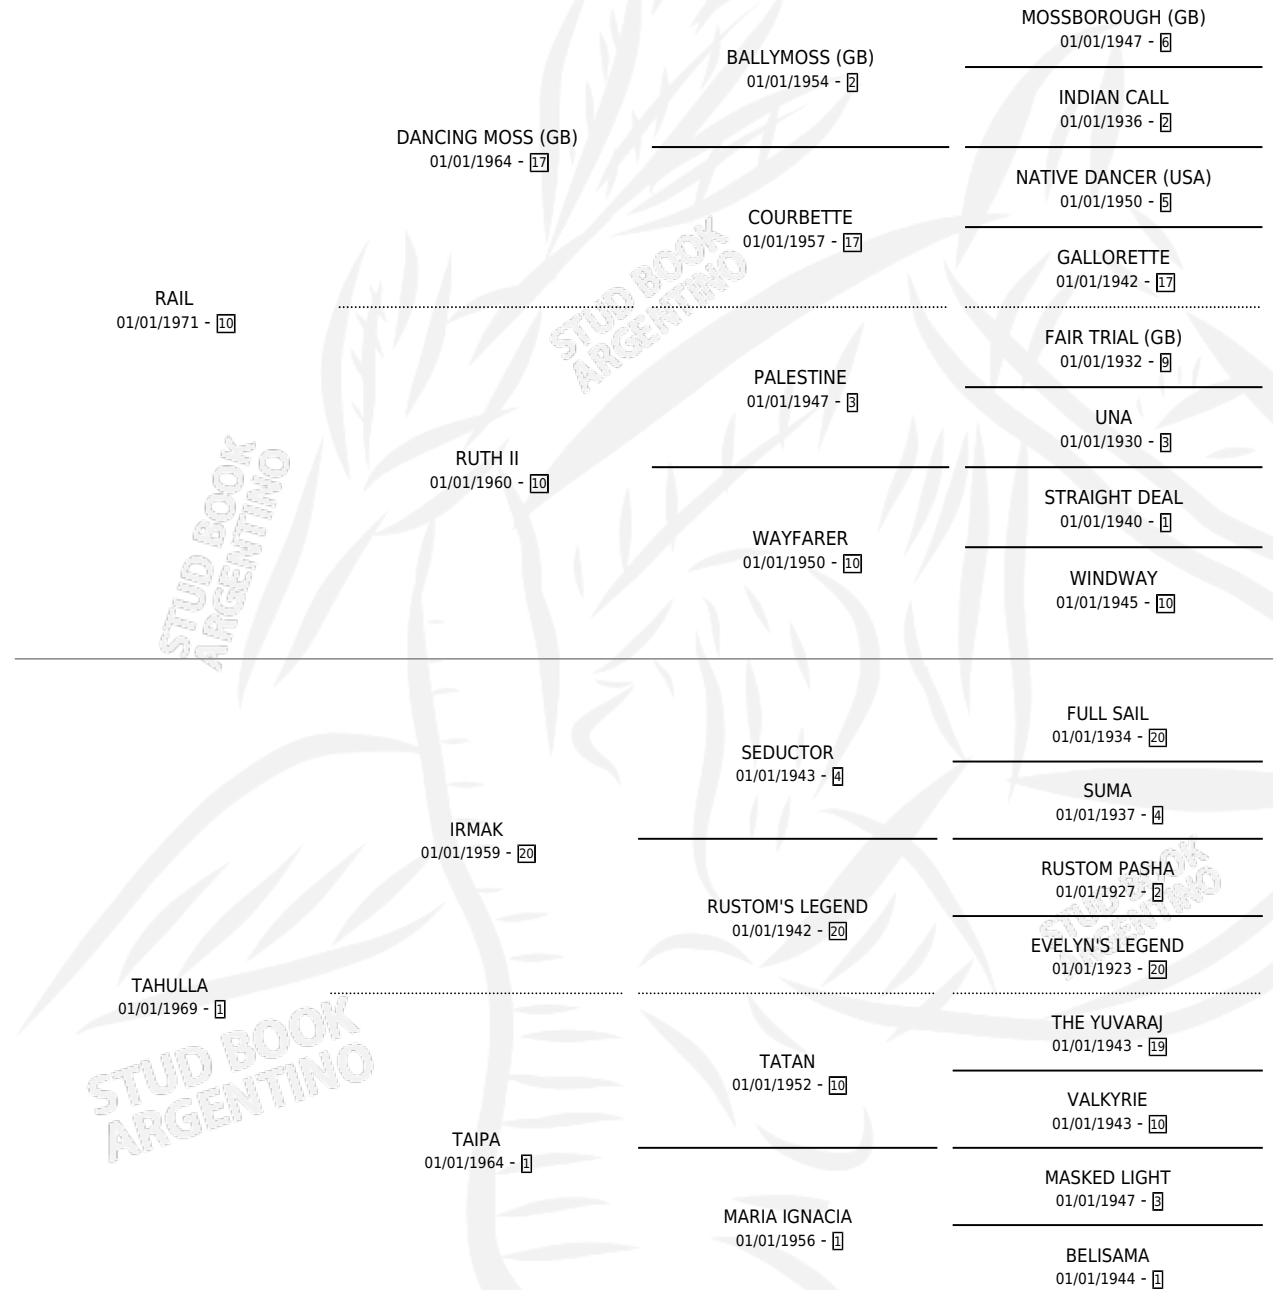 MOSSBOROUGH (GB)
01/01/1947 - 6
BALLYMOSS (GB)
01/01/1954 - 2
INDIAN CALL
01/01/1936 - 2
DANCING MOSS (GB)
01/01/1964 - 17
NATIVE DANCER (USA)
01/01/1950 - 5
COURBETTE
01/01/1957 - 17
GALLORETTE
01/01/1942 - 17
RAIL
01/01/1971 - 10
FAIR TRIAL (GB)
01/01/1932 - 9
PALESTINE
01/01/1947 - 3
UNA
01/01/1930 - 3
RUTH II
01/01/1960 - 10
STRAIGHT DEAL
01/01/1940 - 1
WAYFARER
01/01/1950 - 10
WINDWAY
01/01/1945 - 10
FULL SAIL
01/01/1934 - 20
SEDUCTOR
01/01/1943 - 4
SUMA
01/01/1937 - 4
IRMAK
01/01/1959 - 20
RUSTOM PASHA
01/01/1927 - 2
RUSTOM'S LEGEND
01/01/1942 - 20
EVELYN'S LEGEND
01/01/1923 - 20
TAHULLA
01/01/1969 - 1
THE YUVARAJ
01/01/1943 - 19
TATAN
01/01/1952 - 10
VALKYRIE
01/01/1943 - 10
TAIPA
01/01/1964 - 1
MASKED LIGHT
01/01/1947 - 3
MARIA IGNACIA
01/01/1956 - 1
BELISAMA
01/01/1944 - 1
STUD BOOK
ARGENTINO
STUD BOOK
ARGENTINO
STUD BOOK
ARGENTINO
STUD BOOK
ARGENTINO